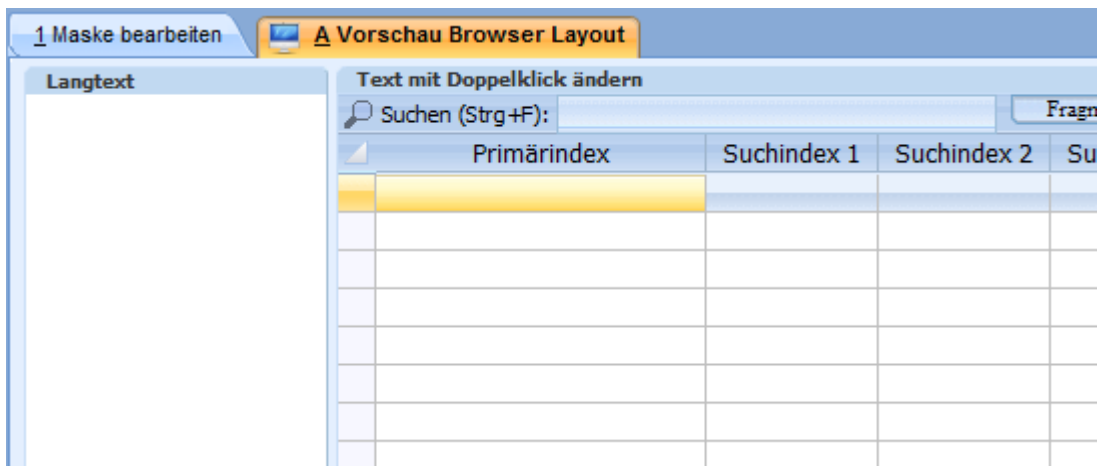 1 Maske bearbeiten
A Vorschau Browser Layout
Langtext
Text mit Doppelklick ändern
Suchen (Strg+F):
Primärindex
Suchindex 1
Suchindex 2